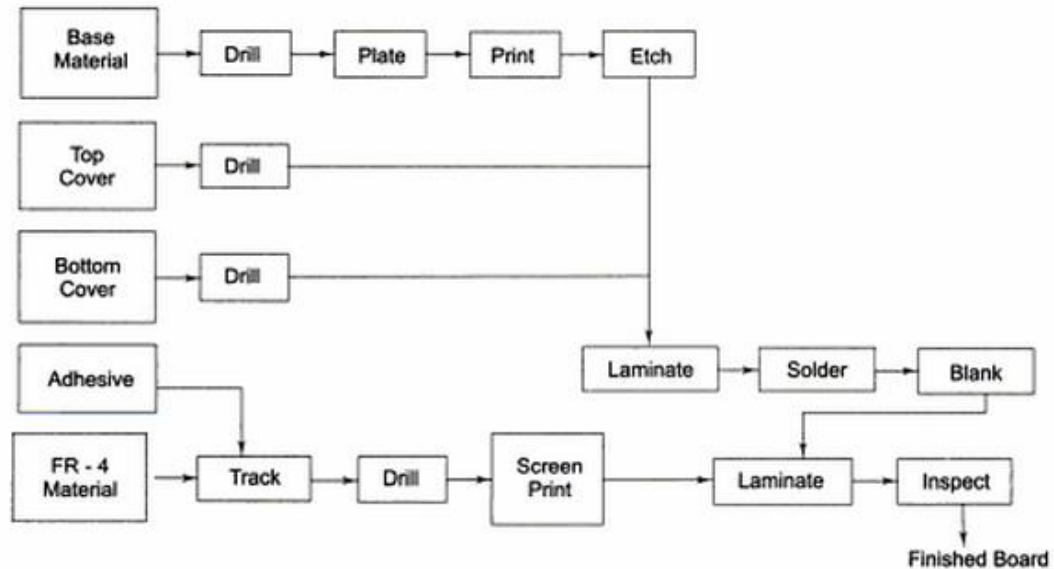 Base
Material
Drill
Plate
Print
Etch
Top
Cover
Drill
Bottom
Cover
Drill
Adhesive
Laminate
Solder
Blank
FR - 4
Material
Track
Drill
Screen
Print
Laminate
Inspect
Finished Board